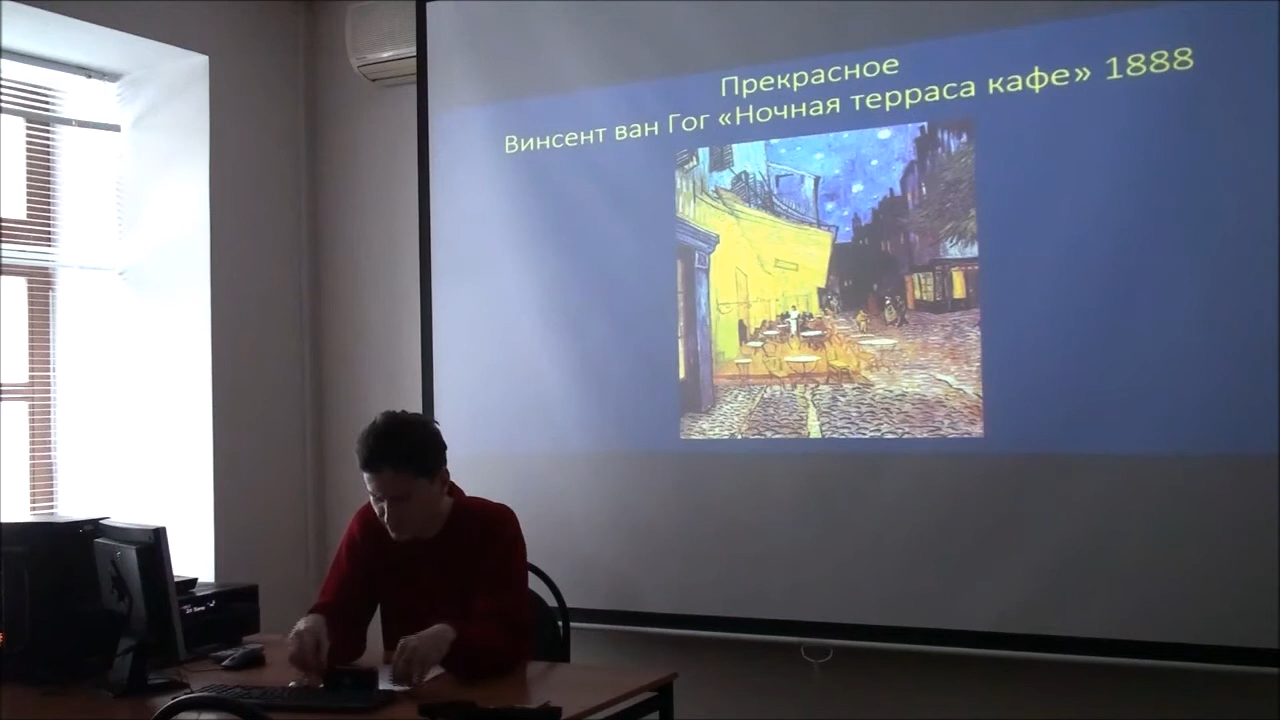 Прекрасное
Винсент ван Гог «Ночная терраса кафе» 1888